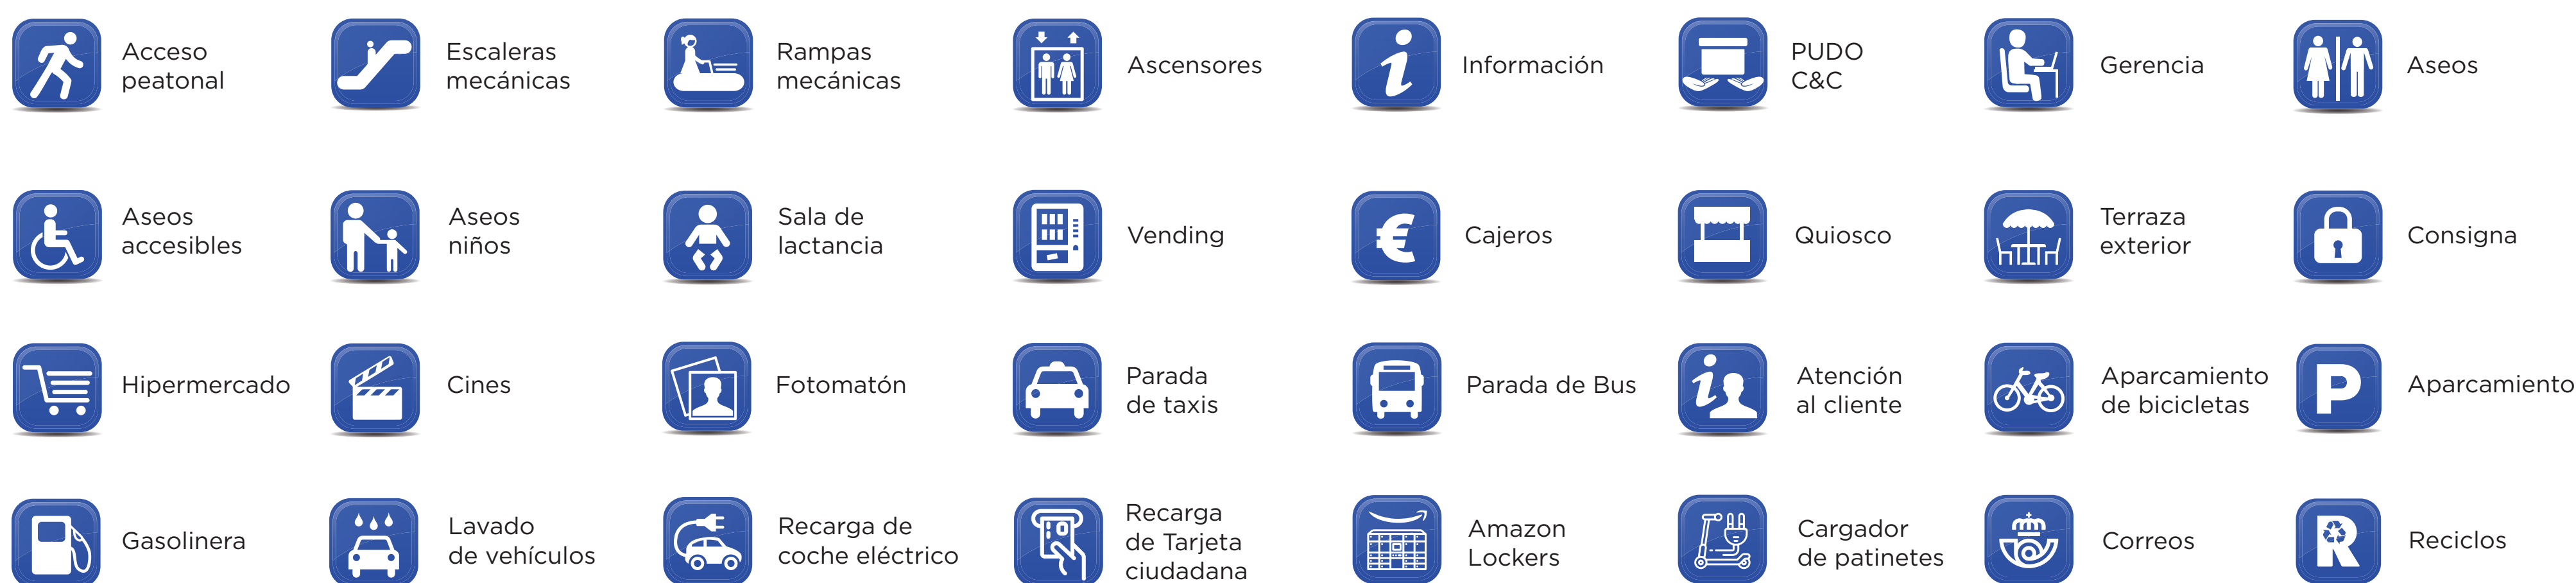 Acceso
peatonal
Escaleras
mecánicas
Rampas
mecánicas
Ascensores
Información
PUDO
C&C
Gerencia
Aseos
Aseos
accesibles
Aseos
niños
Sala de
lactancia
Vending
€
Cajeros
Quiosco
Terraza
exterior
Consigna
Hipermercado
Cines
Fotomatón
Parada
de taxis
Parada de Bus
Atención
al cliente
Aparcamiento
de bicicletas
P
Aparcamiento
Gasolinera
Lavado
de vehículos
Recarga de
coche eléctrico
Recarga
de Tarjeta
ciudadana
Amazon
Lockers
Cargador
de patinetes
Correos
R
Reciclos